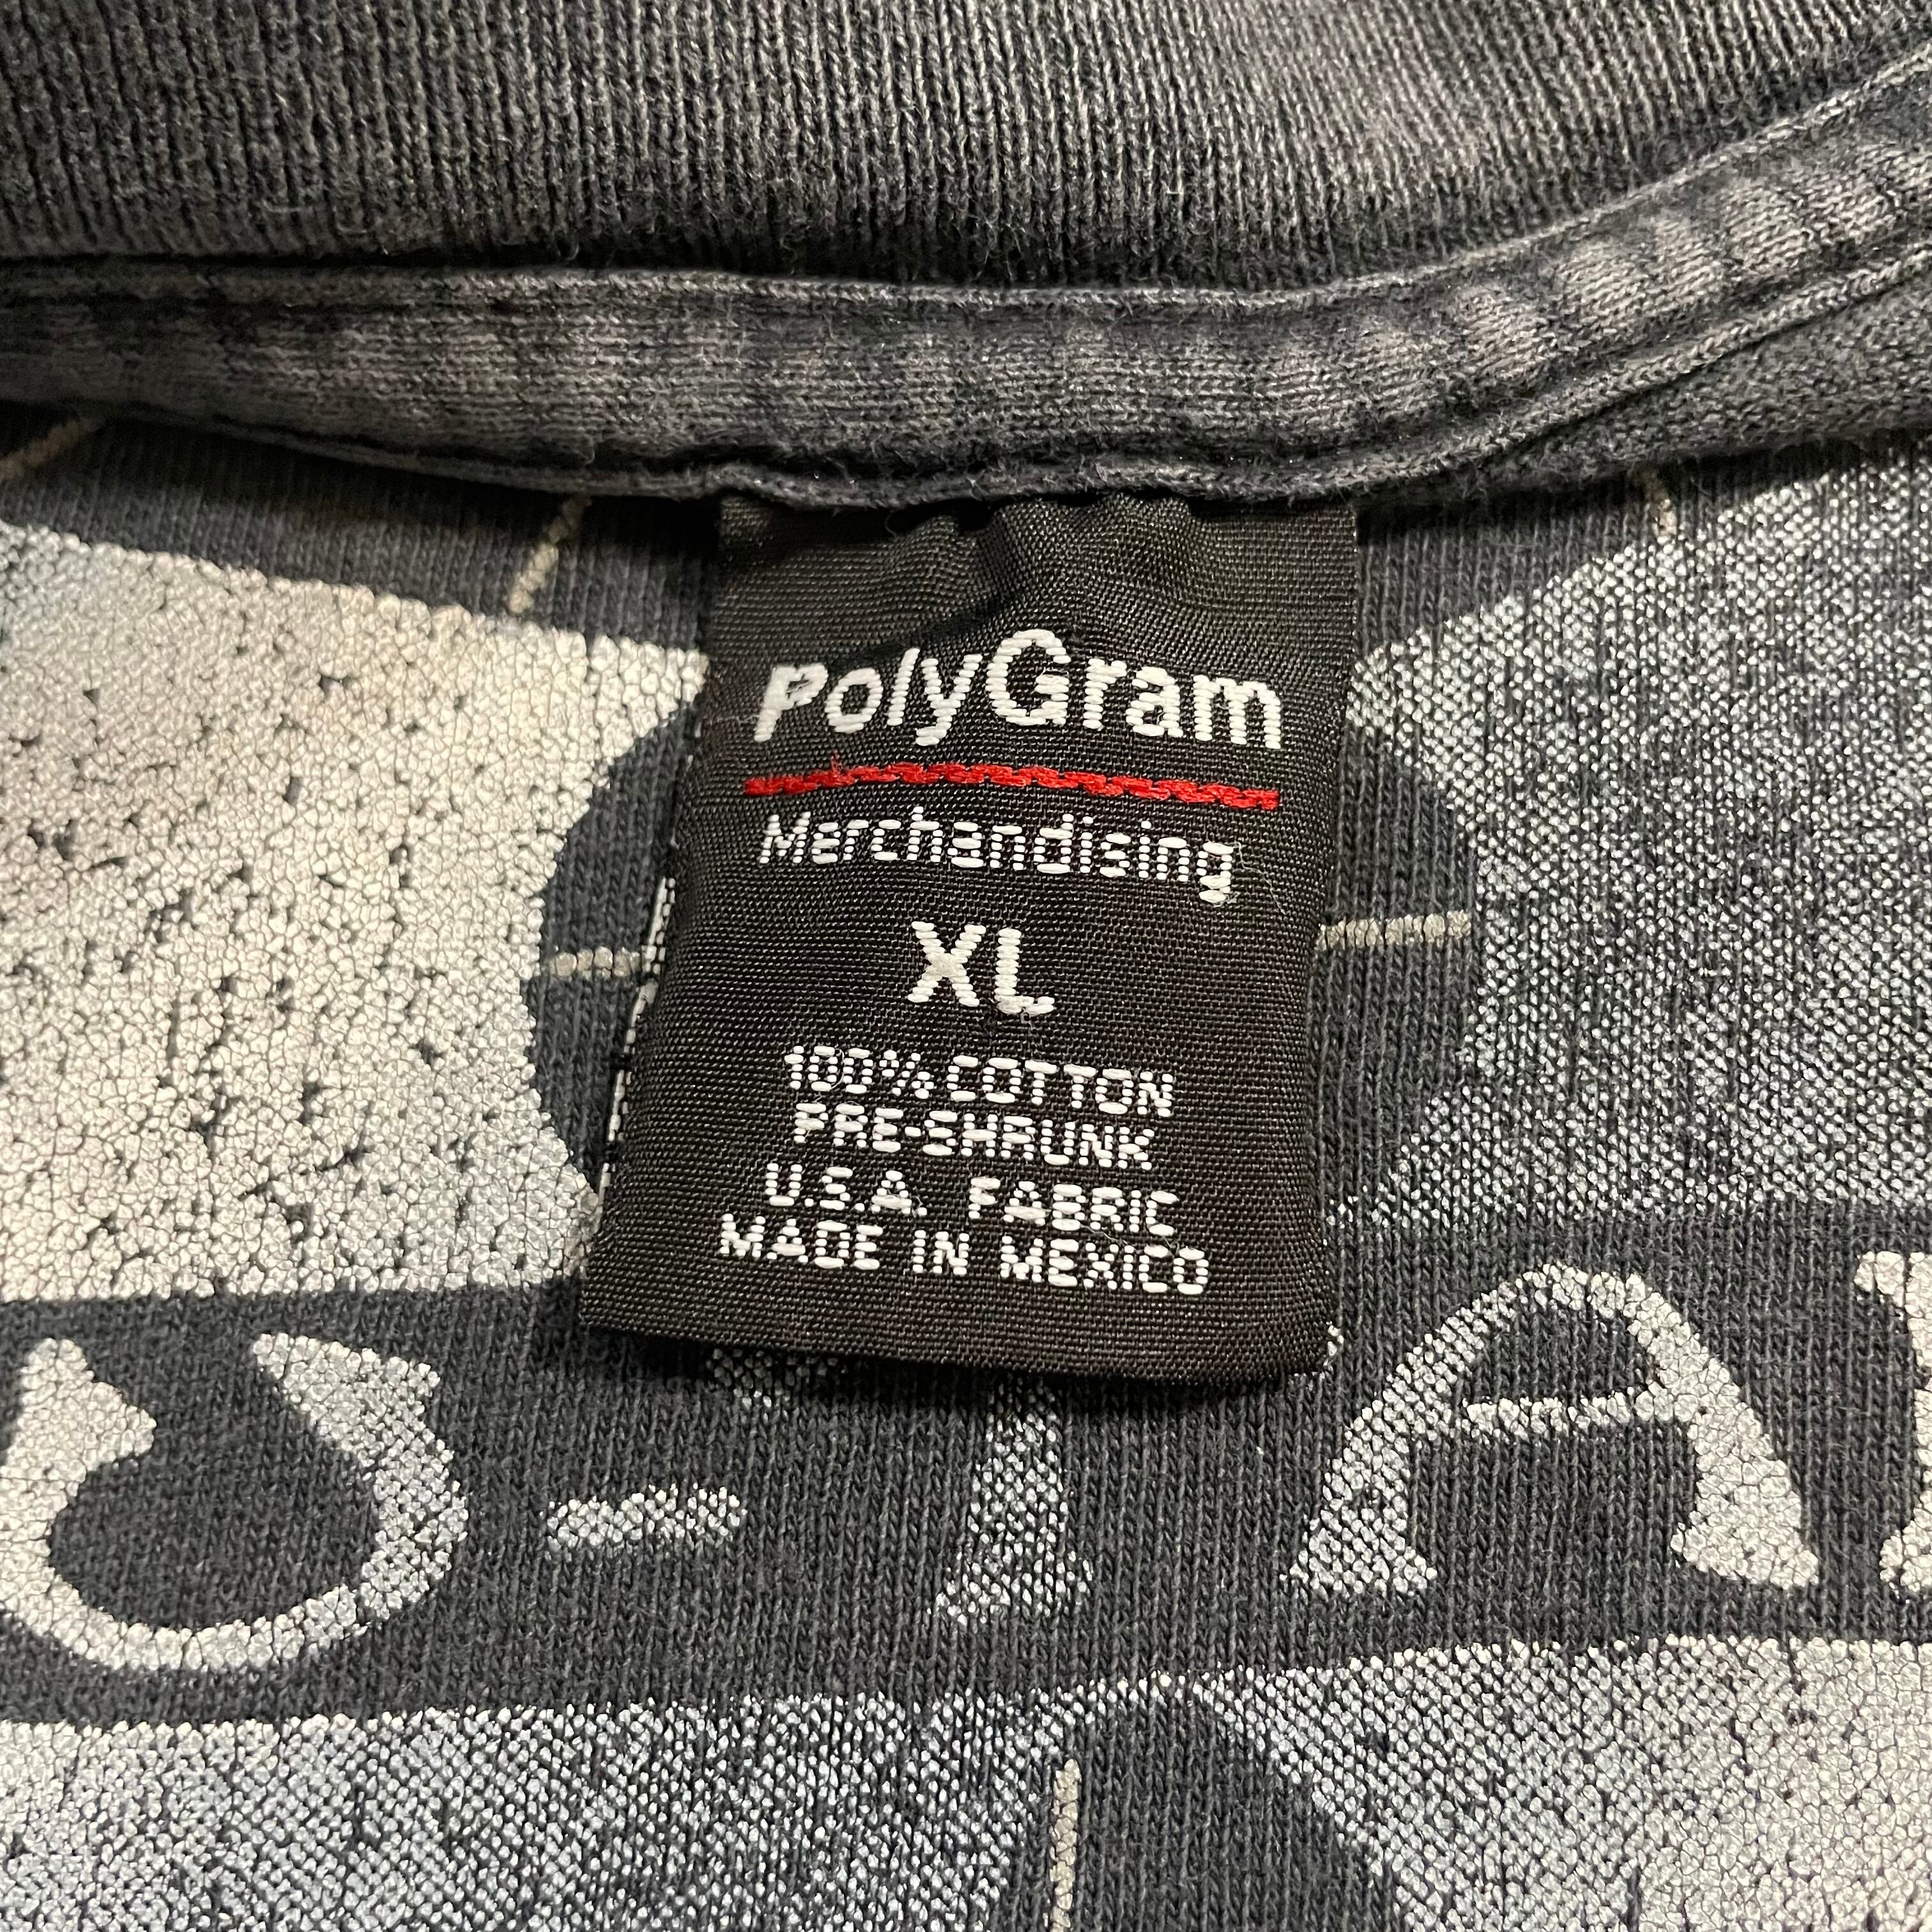 PolyGram
Merchandising
XL
100% COTTON
PRE-SHRUNK
U.S.A. FABRIC
MADE IN MEXICO